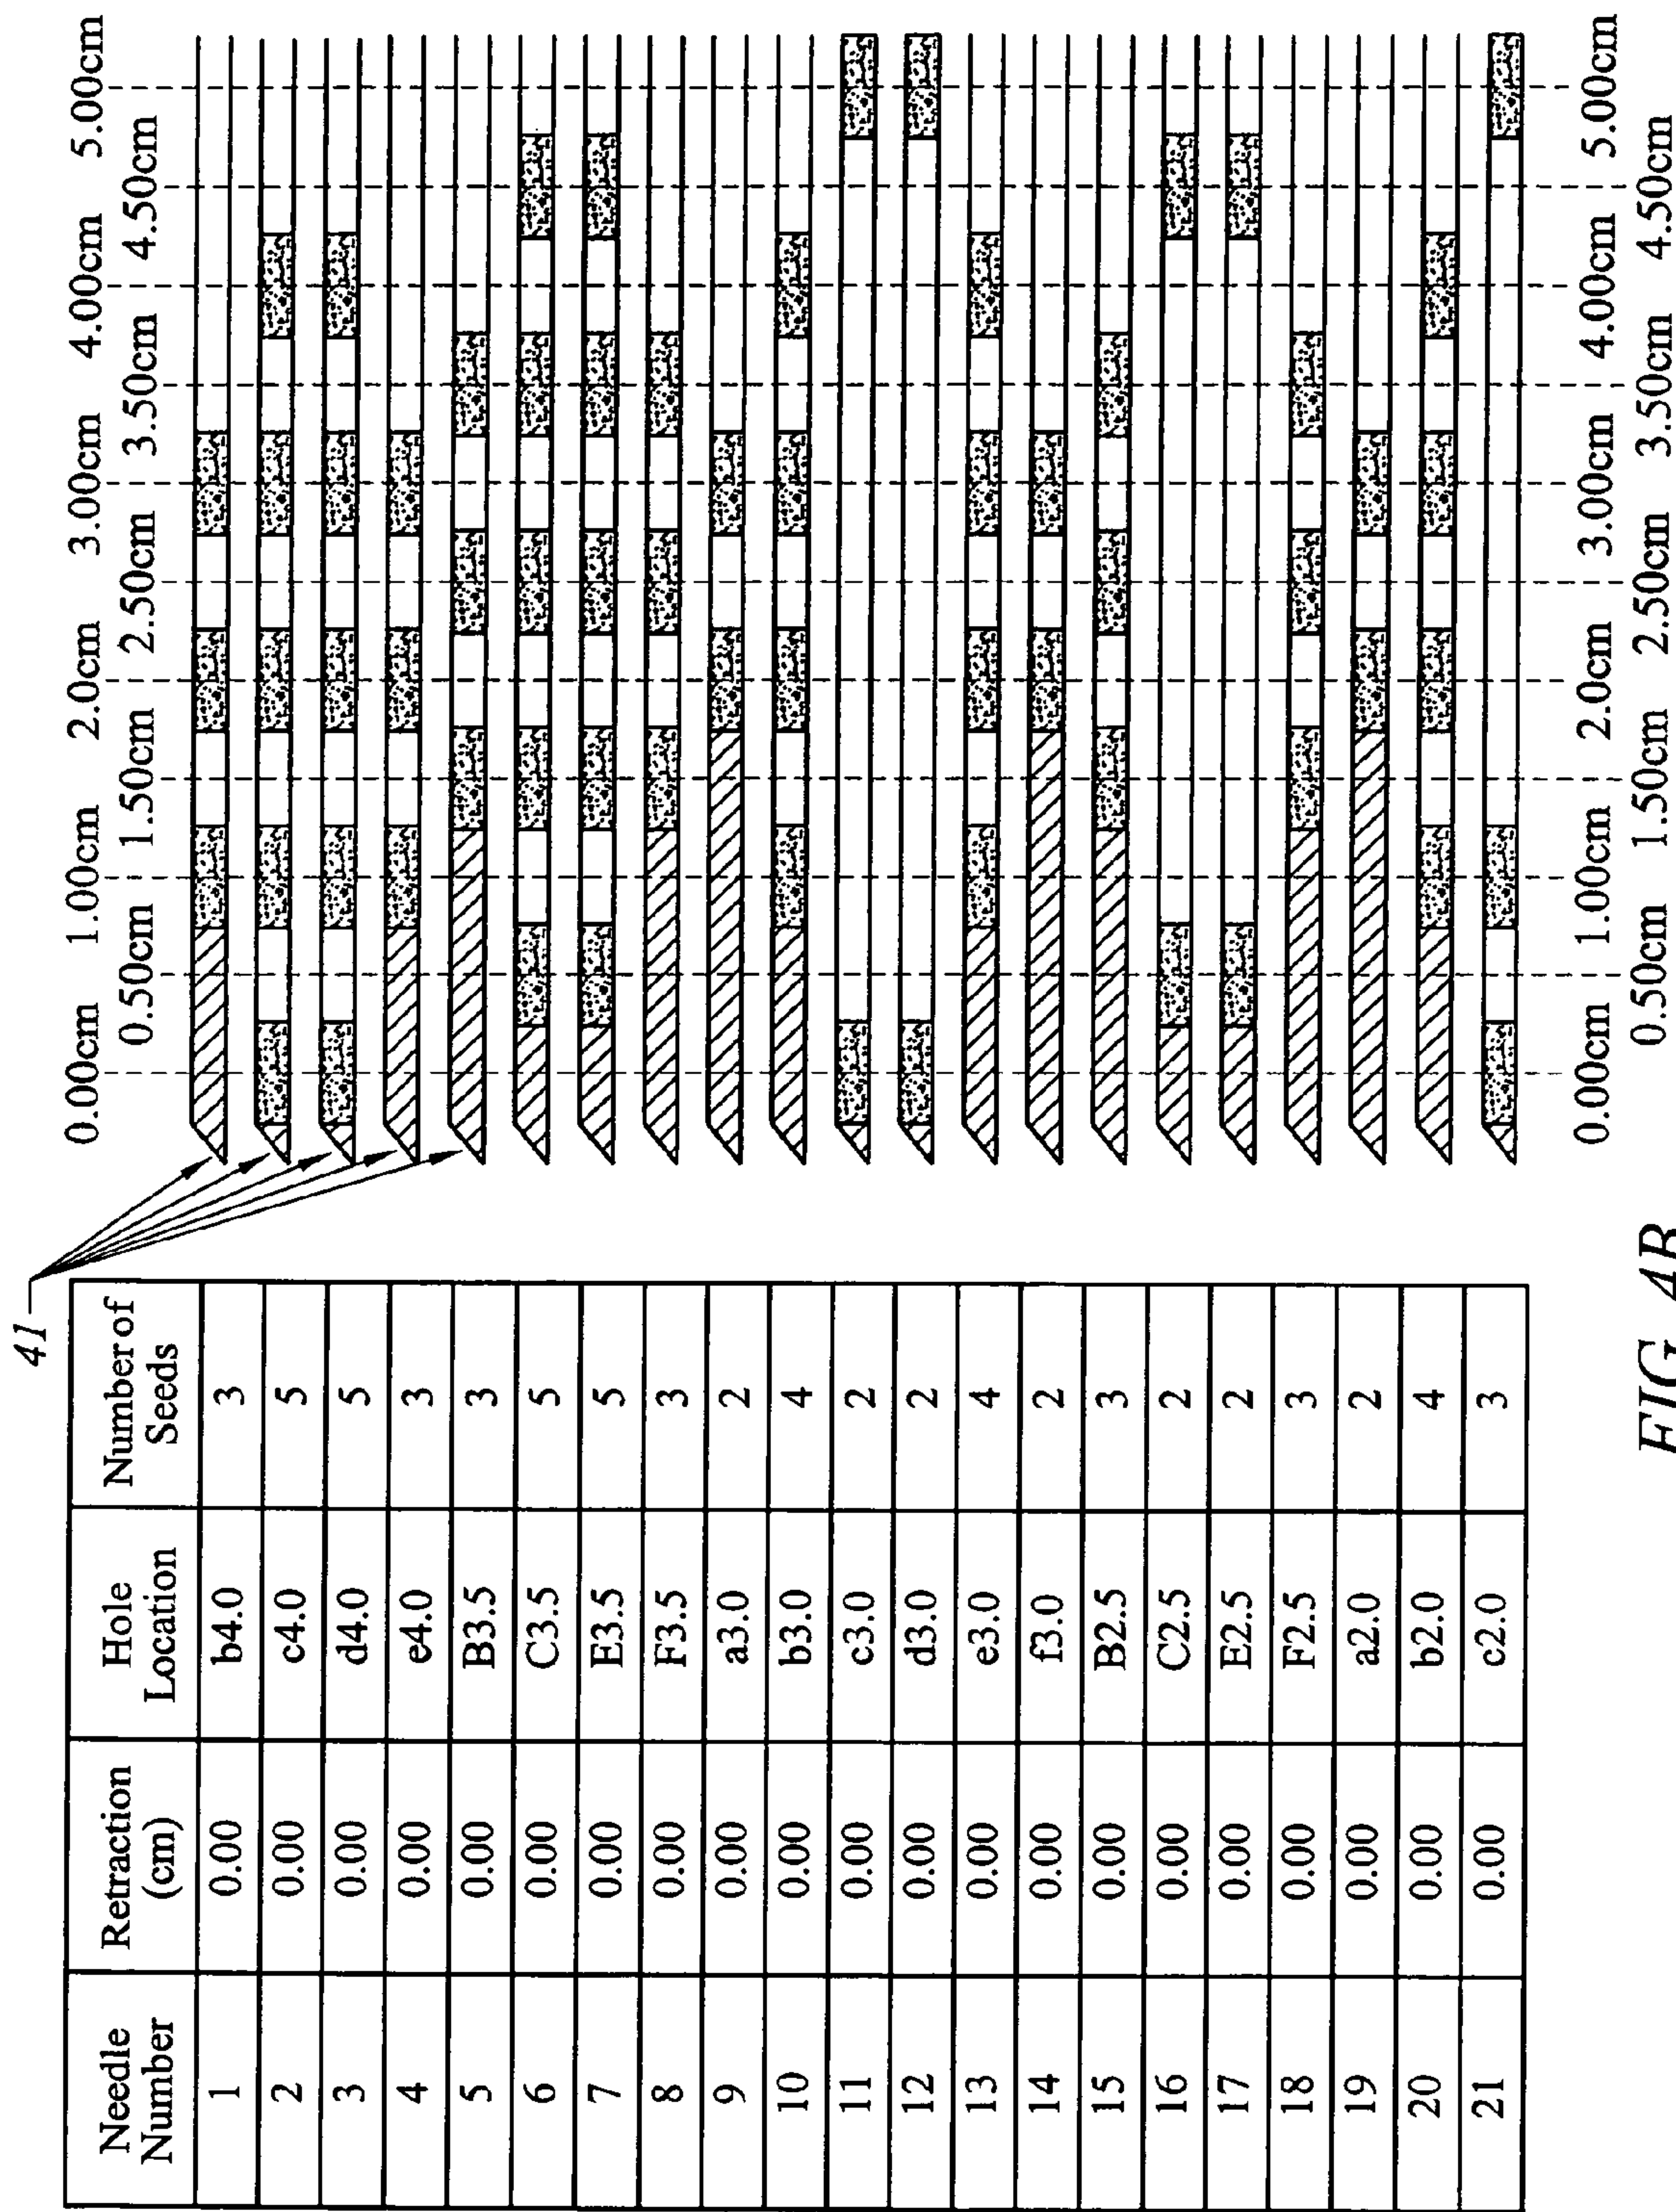 41
Needle Number | Retraction (cm) | Hole Location | Number of Seeds
1 | 0.00 | b4.0 | 3
2 | 0.00 | c4.0 | 5
3 | 0.00 | d4.0 | 5
4 | 0.00 | e4.0 | 3
5 | 0.00 | B3.5 | 3
6 | 0.00 | C3.5 | 5
7 | 0.00 | E3.5 | 5
8 | 0.00 | F3.5 | 3
9 | 0.00 | a3.0 | 2
10 | 0.00 | b3.0 | 4
11 | 0.00 | c3.0 | 2
12 | 0.00 | d3.0 | 2
13 | 0.00 | e3.0 | 4
14 | 0.00 | f3.0 | 2
15 | 0.00 | B2.5 | 3
16 | 0.00 | C2.5 | 2
17 | 0.00 | E2.5 | 2
18 | 0.00 | F2.5 | 3
19 | 0.00 | a2.0 | 2
20 | 0.00 | b2.0 | 4
21 | 0.00 | c2.0 | 3
0.00cm 1.00cm 2.0cm 3.00cm 4.00cm 5.00cm
0.50cm 1.50cm 2.50cm 3.50cm 4.50cm
0.00cm 1.00cm 2.0cm 3.00cm 4.00cm 5.00cm
0.50cm 1.50cm 2.50cm 3.50cm 4.50cm
FIG. 4B